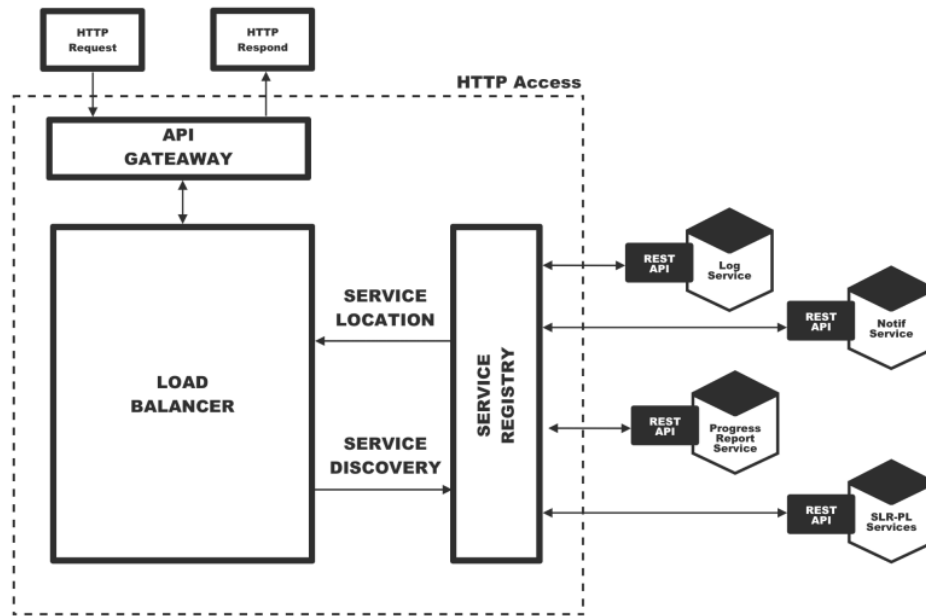 HTTP
Request
HTTP
Respond
HTTP Access
API
GATEAWAY
LOAD
BALANCER
SERVICE
LOCATION
SERVICE
DISCOVERY
SERVICE
REGISTRY
REST
API
Log
Service
REST
API
Notif
Service
REST
API
Progress
Report
Service
REST
API
SLR-PL
Services